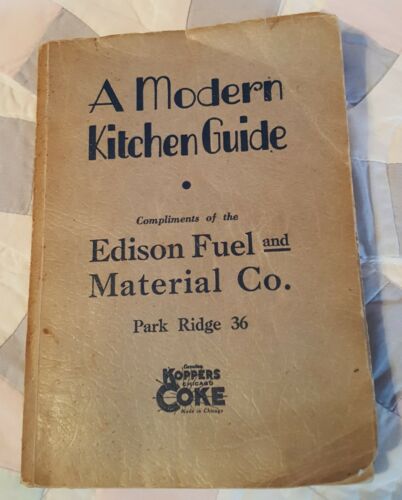 A Modern
Kitchen Guide
Compliments of the
Edison Fuel and
Material Co.
Park Ridge 36
Genuine
KOPPERS
CHICAGO
COKE
Made in Chicago